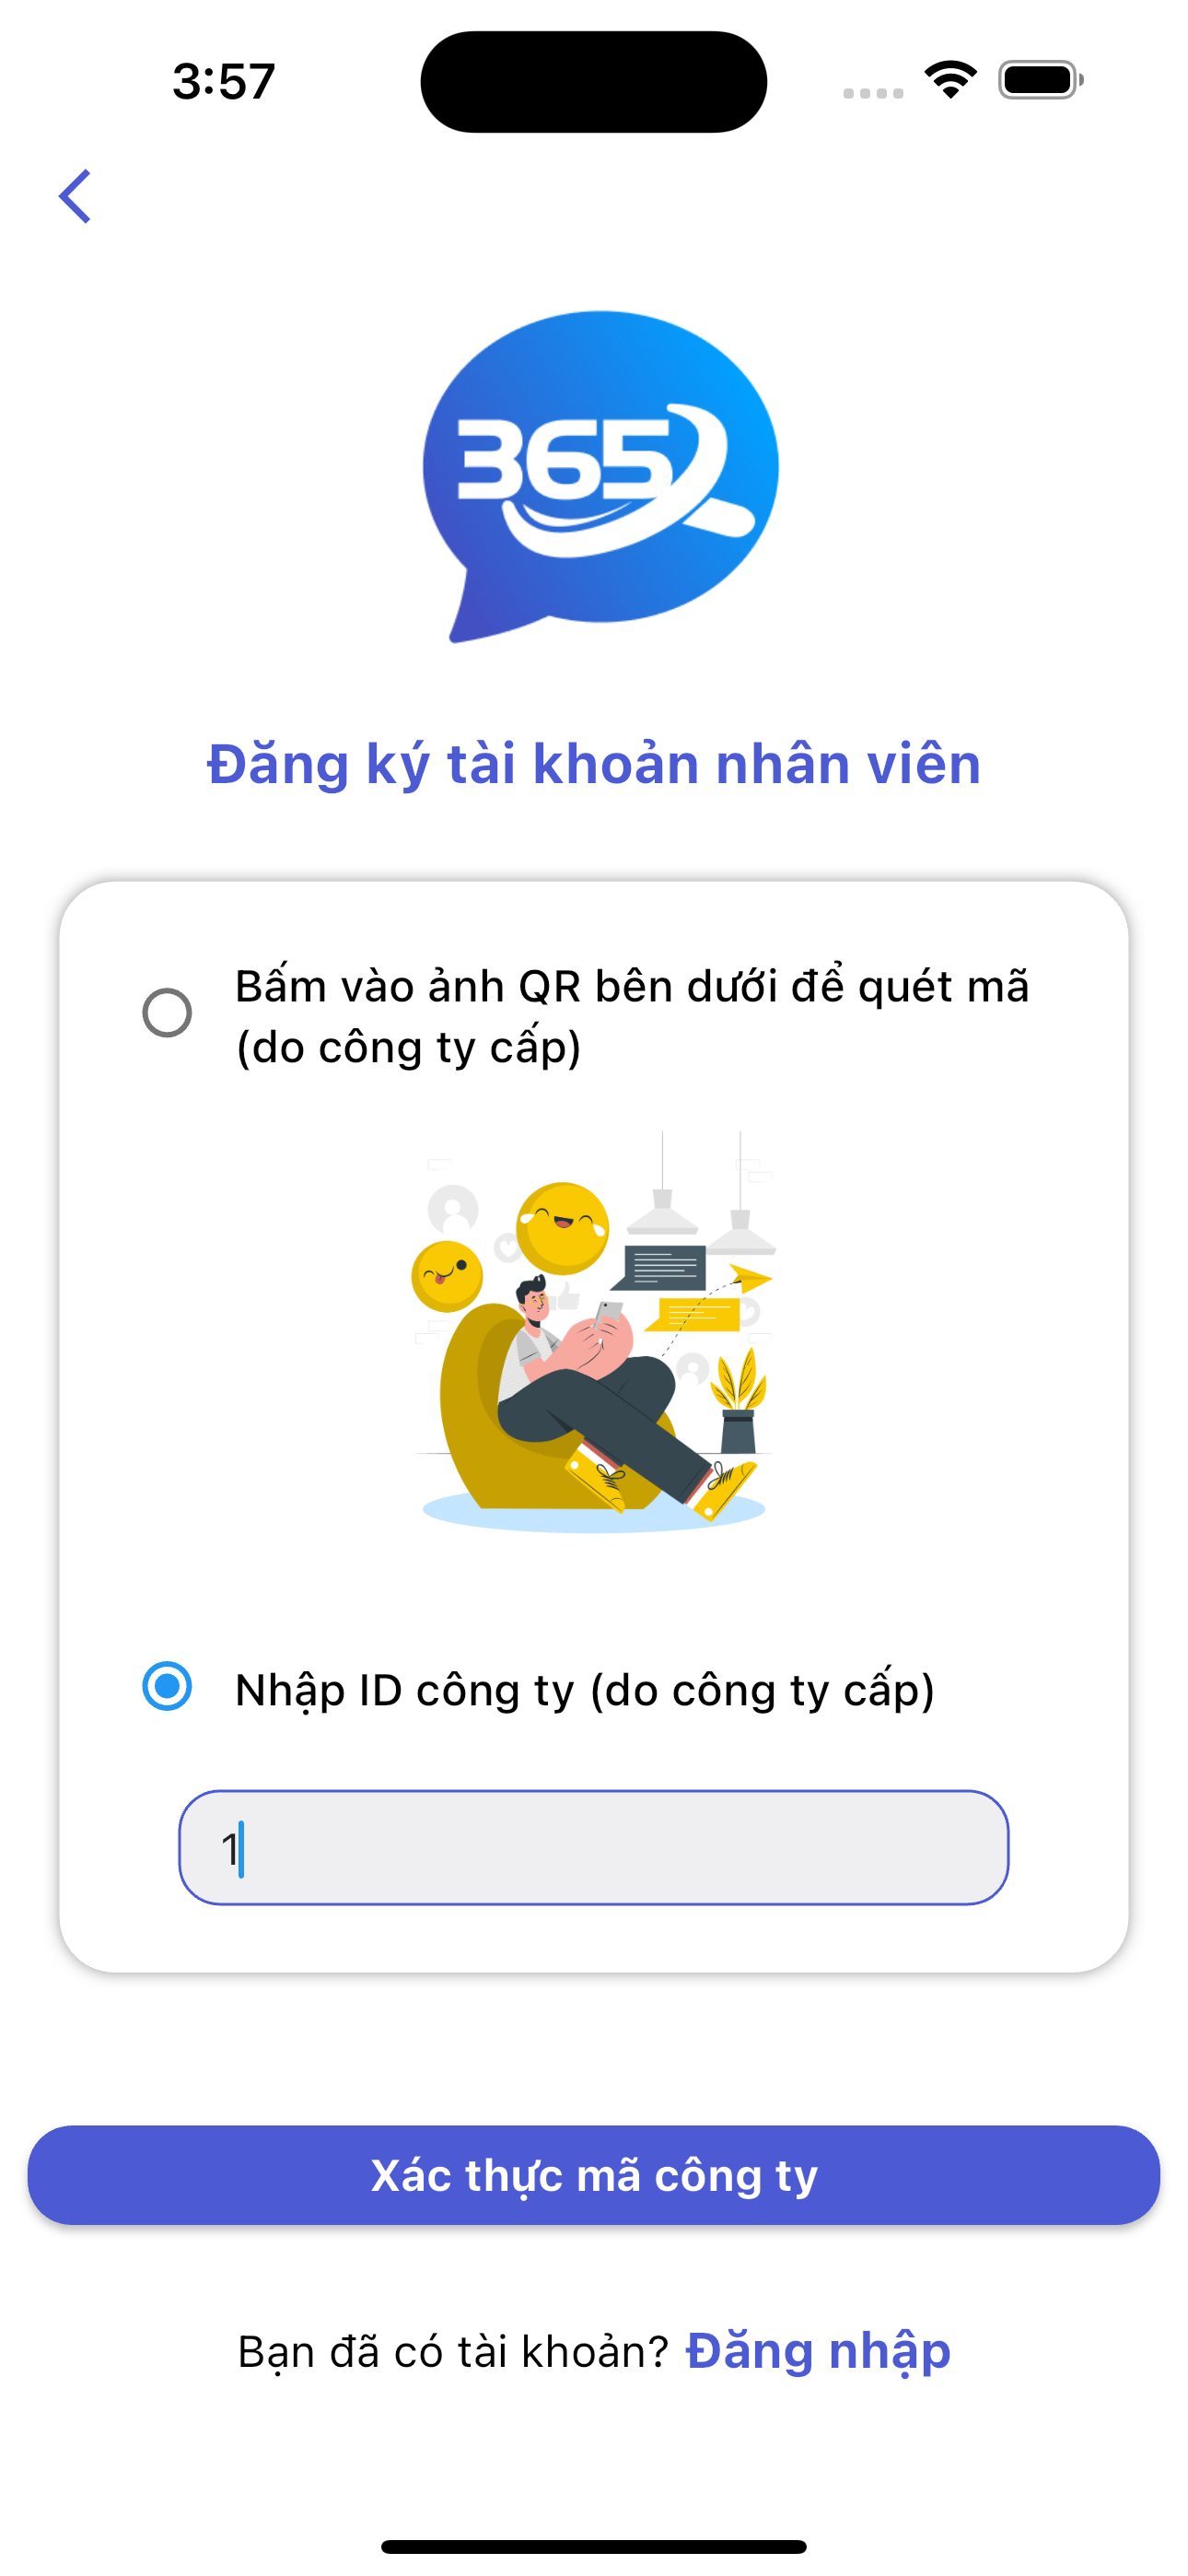 3:57
365
Đăng ký tài khoản nhân viên
Bấm vào ảnh QR bên dưới để quét mã
(do công ty cấp)
Nhập ID công ty (do công ty cấp)
1
Xác thực mã công ty
Bạn đã có tài khoản? Đăng nhập